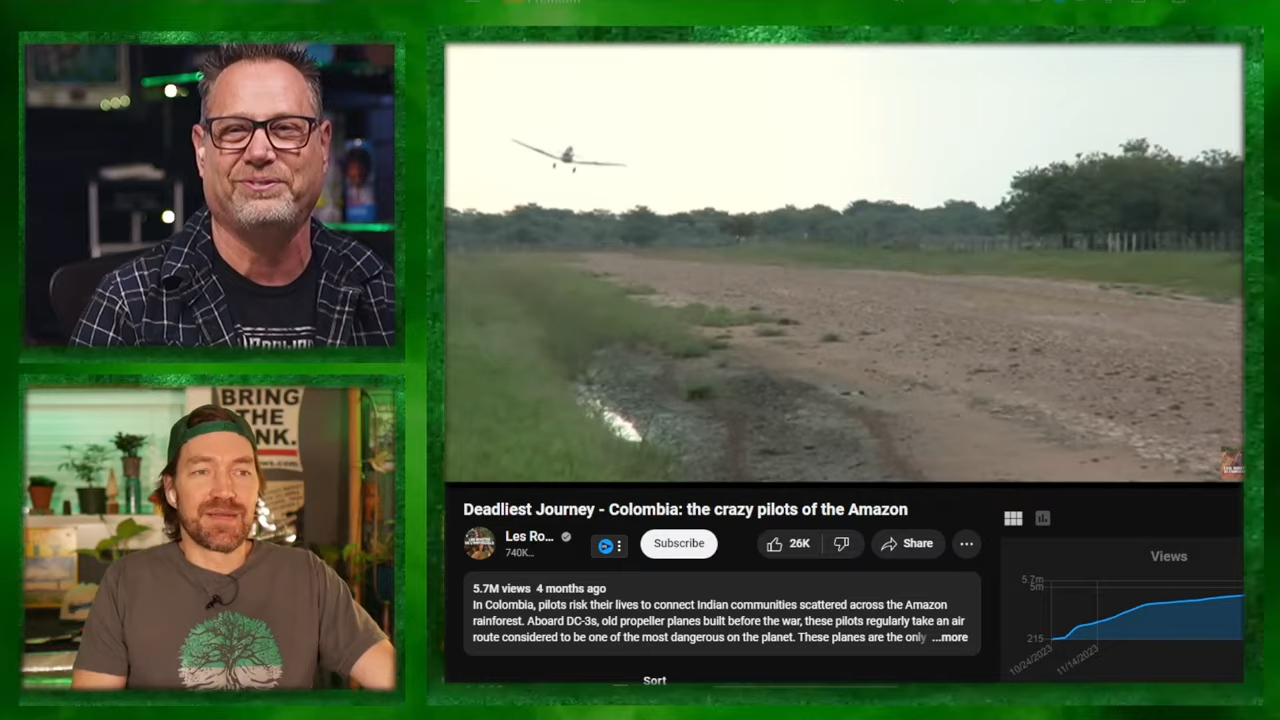 BRING
THE
NK.
Deadliest Journey - Colombia: the crazy pilots of the Amazon
Les Ro...
740K...
Subscribe
26K
Share
5.7M views 4 months ago
In Colombia, pilots risk their lives to connect Indian communities scattered across the Amazon
rainforest. Aboard DC-3s, old propeller planes built before the war, these pilots regularly take an air
route considered to be one of the most dangerous on the planet. These planes are the only ...more
Sort
Views
5.7m
5m
215
10/24/2023
11/14/2023